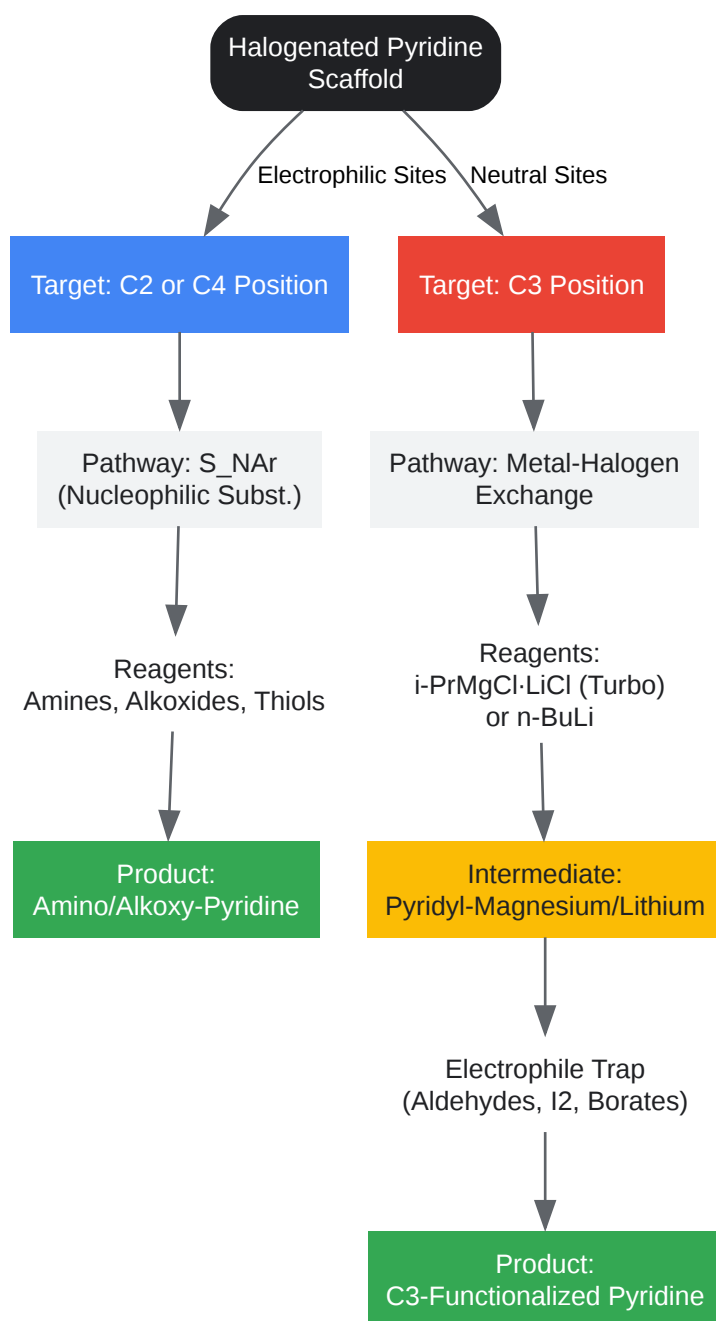 Halogenated Pyridine
Scaffold
Electrophilic Sites
Neutral Sites
Target: C2 or C4 Position
Target: C3 Position
Pathway: S_NAr
(Nucleophilic Subst.)
Pathway: Metal-Halogen
Exchange
Reagents:
Amines, Alkoxides, Thiols
Reagents:
i-PrMgCl·LiCl (Turbo)
or n-BuLi
Product:
Amino/Alkoxy-Pyridine
Intermediate:
Pyridyl-Magnesium/Lithium
Electrophile Trap
(Aldehydes, I2, Borates)
Product:
C3-Functionalized Pyridine